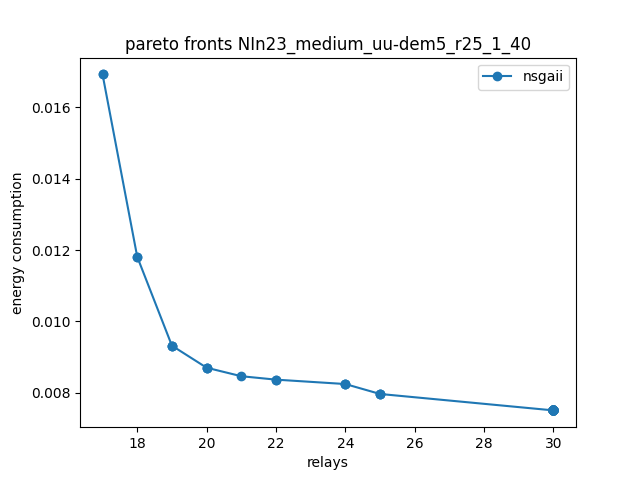 pareto fronts NIn23_medium_uu-dem5_r25_1_40
nsgaii
0.016
0.014
0.012
0.010
0.008
energy consumption
18 20 22 24 26 28 30
relays